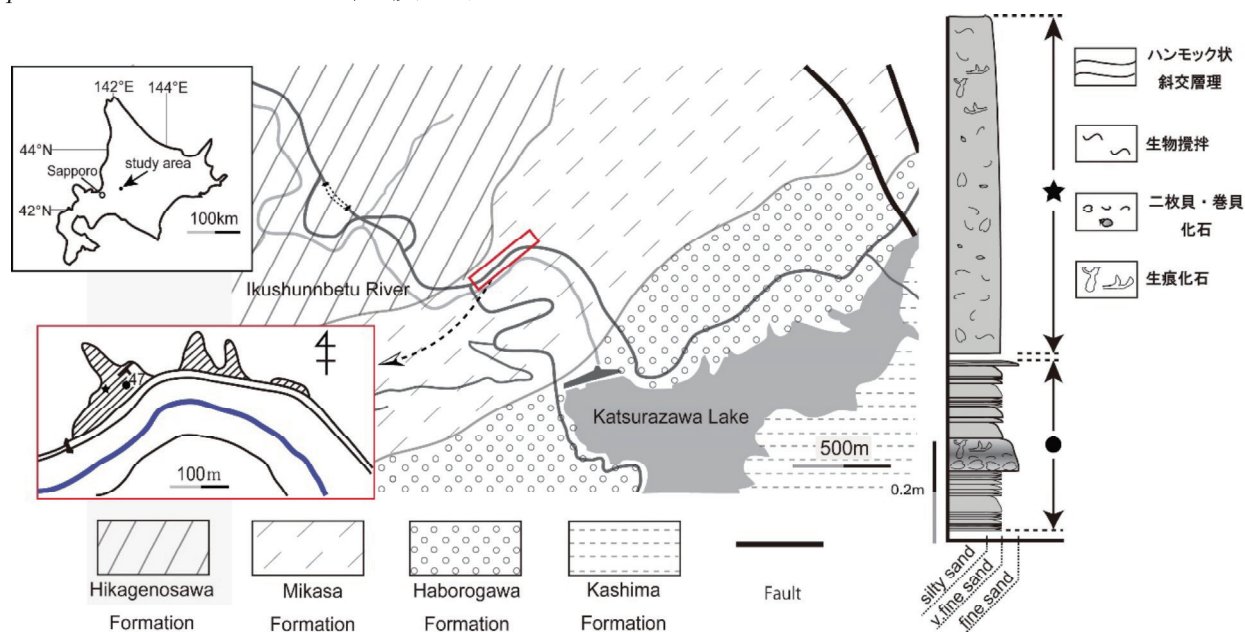 142°E 144°E
44°N
Sapporo
study area
42°N
100km
Ikushunnbetu River
47
100m
Katsurazawa Lake
500m
Hikagenosawa
Formation
Mikasa
Formation
Haborogawa
Formation
Kashima
Formation
Fault
0.2m
silty sand
v fine sand
fine sand
ハンモック状
斜交層理
生物撹拌
二枚貝・巻貝
化石
生痕化石